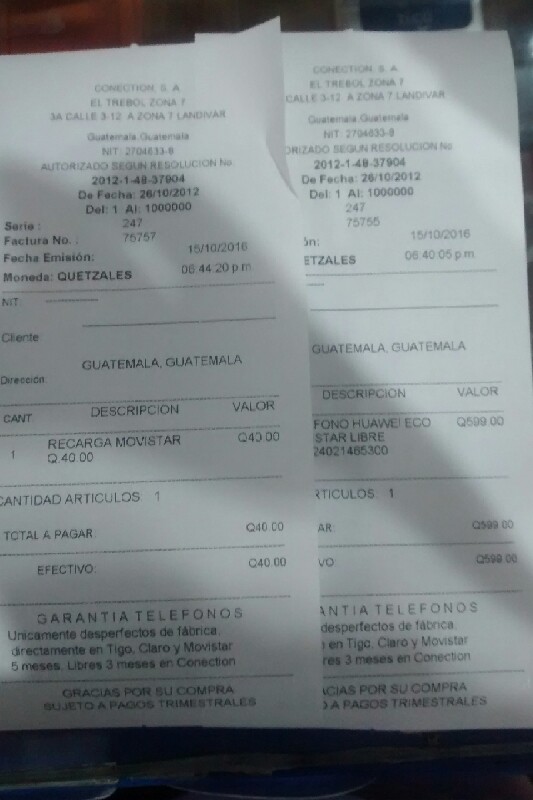 CONECTION, S. A.
EL TREBOL ZONA 7
3A CALLE 3-12 A ZONA 7 LANDIVAR
Guatemala,Guatemala
NIT: 2704633-8
AUTORIZADO SEGUN RESOLUCION No.
2012-1-48-37904
De Fecha: 26/10/2012
Del: 1 Al: 1000000
Serie : 247
Factura No. : 75757
Fecha Emisión: 15/10/2016
Moneda: QUETZALES 06:44:20 p.m.
NIT:
Cliente
GUATEMALA, GUATEMALA
Dirección:
CANT DESCRIPCION VALOR
1 RECARGA MOVISTAR Q40.00
Q.40.00
CANTIDAD ARTICULOS: 1
TOTAL A PAGAR: Q40.00
EFECTIVO: Q40.00
GARANTIA TELEFONOS
Unicamente desperfectos de fábrica,
directamente en Tigo, Claro y Movistar
5 meses. Libres 3 meses en Conection
GRACIAS POR SU COMPRA
SUJETO A PAGOS TRIMESTRALES
CONECTION, S. A.
EL TREBOL ZONA 7
CALLE 3-12 A ZONA 7 LANDIVAR
Guatemala,Guatemala
NIT: 2704633-8
ORIZADO SEGUN RESOLUCION No.
2012-1-48-37904
De Fecha: 26/10/2012
Del: 1 Al: 1000000
247
75755
ón: 15/10/2016
ETZALES 06:40:05 p.m.
GUATEMALA, GUATEMALA
DESCRIPCION VALOR
FONO HUAWEI ECO Q599.00
STAR LIBRE
24021465300
RTICULOS: 1
AR: Q599.00
VO: Q599.00
ANTIA TELEFONOS
desperfectos de fábrica,
e en Tigo, Claro y Movistar
res 3 meses en Conection
ACIAS POR SU COMPRA
O A PAGOS TRIMESTRALES